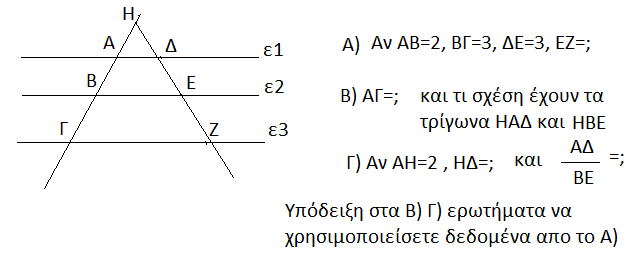 Η
Α Δ ε1
Β Ε ε2
Γ Ζ ε3
Α) Αν ΑΒ=2, ΒΓ=3, ΔΕ=3, ΕΖ=;
Β) ΑΓ=; και τι σχέση έχουν τα
τρίγωνα ΗΑΔ και ΗΒΕ
Γ) Αν ΑΗ=2 , ΗΔ=; και ΑΔ/ΒΕ =;
Υπόδειξη στα Β) Γ) ερωτήματα να
χρησιμοποιείσετε δεδομένα απο το Α)